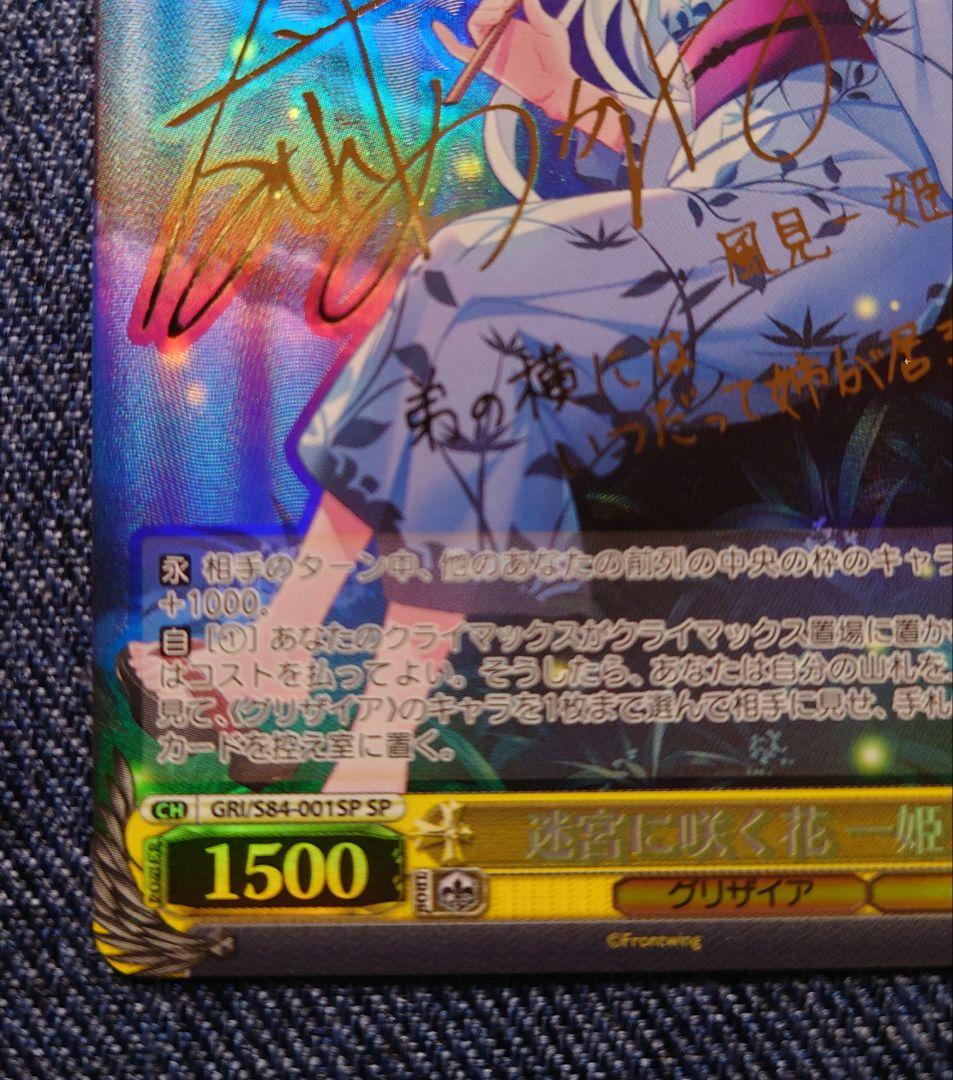 風見一姫
弟の横には
いつだって姉が居
永 相手のターン中、他のあなたの前列の中央の枠のキャラ
+1000。
自 [①] あなたのクライマックスがクライマックス置場に置か
はコストを払ってよい。そうしたら、あなたは自分の山札を
見て、《グリザイア》のキャラを1枚まで選んで相手に見せ、手札
カードを控え室に置く。
CH GRI/S84-001SP SP
迷宮に咲く花 一姫
POWER 1500 SOUL
グリザイア
©Frontwing